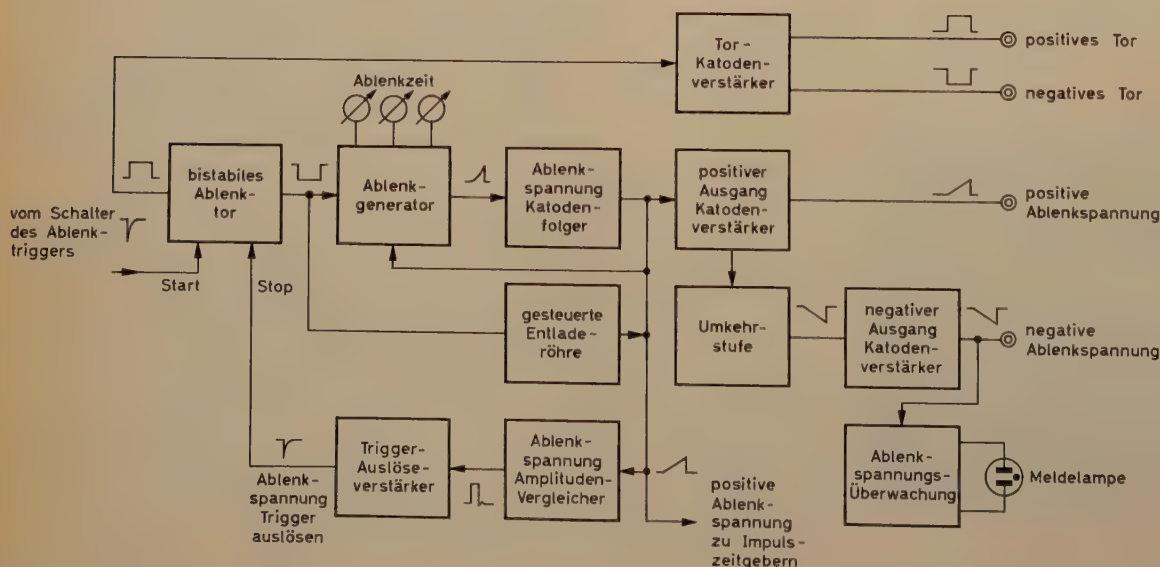 Tor-
Katoden-
verstärker
positives Tor
negatives Tor
Ablenkzeit
bistabiles
Ablenk-
tor
Ablenk-
generator
Ablenk-
spannung
Katoden-
folger
positiver
Ausgang
Katoden-
verstärker
positive
Ablenkspannung
vom Schalter
des Ablenk-
triggers
Start
Stop
gesteuerte
Entlade-
röhre
Umkehr-
stufe
negativer
Ausgang
Katoden-
verstärker
negative
Ablenkspannung
Trigger-
Auslöse-
verstärker
Ablenk-
spannung
Amplituden-
Vergleicher
Ablenk-
spannung
Trigger
auslösen
positive
Ablenk-
spannung
zu Impuls-
zeitgebern
Ablenk-
spannungs-
Überwachung
Meldelampe